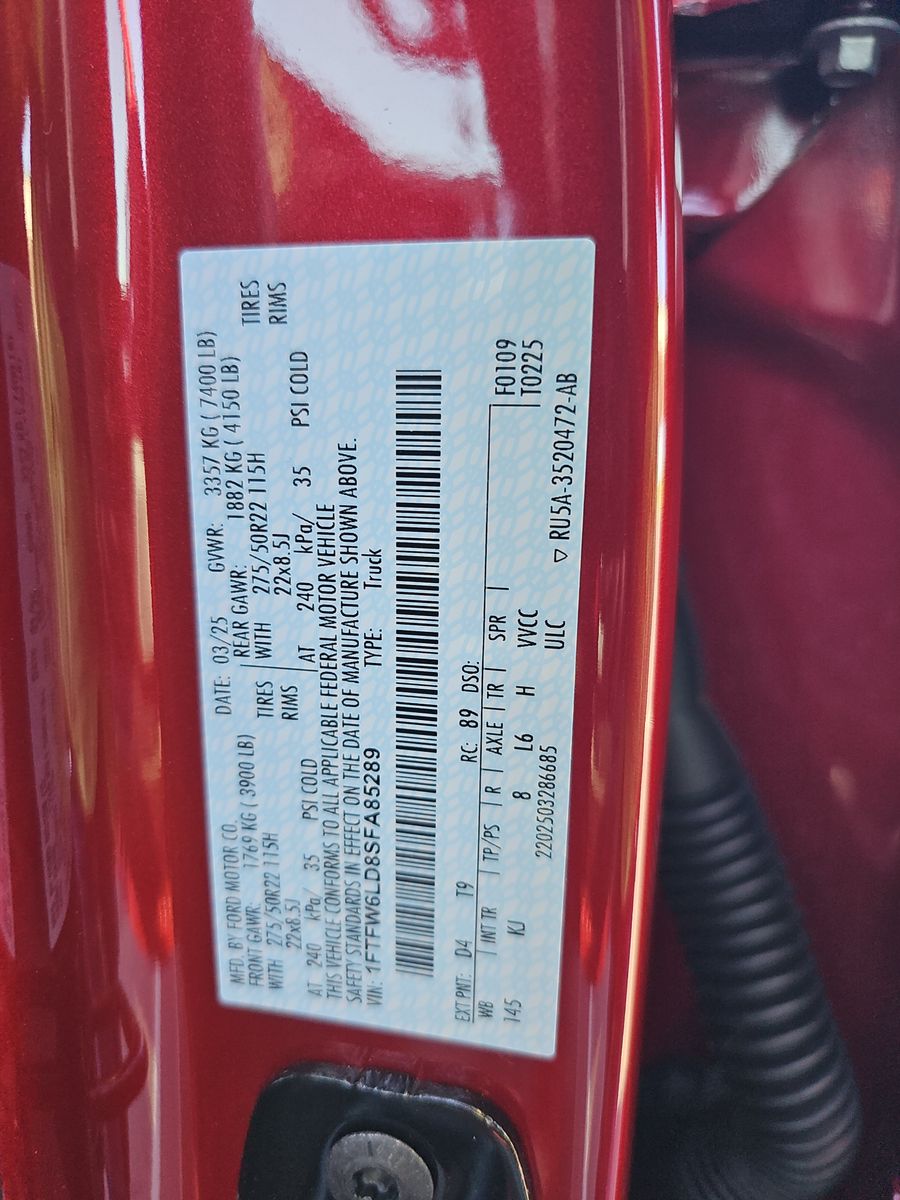 MFD. BY FORD MOTOR CO.
DATE: 03/25 GVWR: 3357 KG ( 7400 LB)
FRONT GAWR: 1769 KG ( 3900 LB) REAR GAWR: 1882 KG ( 4150 LB)
WITH 275/50R22 115H TIRES WITH 275/50R22 115H TIRES
22x8.5J RIMS 22x8.5J RIMS
AT 240 kPa/ 35 PSI COLD AT 240 kPa/ 35 PSI COLD
THIS VEHICLE CONFORMS TO ALL APPLICABLE FEDERAL MOTOR VEHICLE
SAFETY STANDARDS IN EFFECT ON THE DATE OF MANUFACTURE SHOWN ABOVE.
VIN: 1FTFW6LD8SFA85289 TYPE: Truck
EXT PNT: D4 T9 RC: 89 DSO:
WB INT TR TP/PS R AXLE TR SPR F0109
145 KJ 8 L6 H VVCC T0225
2202503286685 ULC ▽ RU5A-3520472-AB